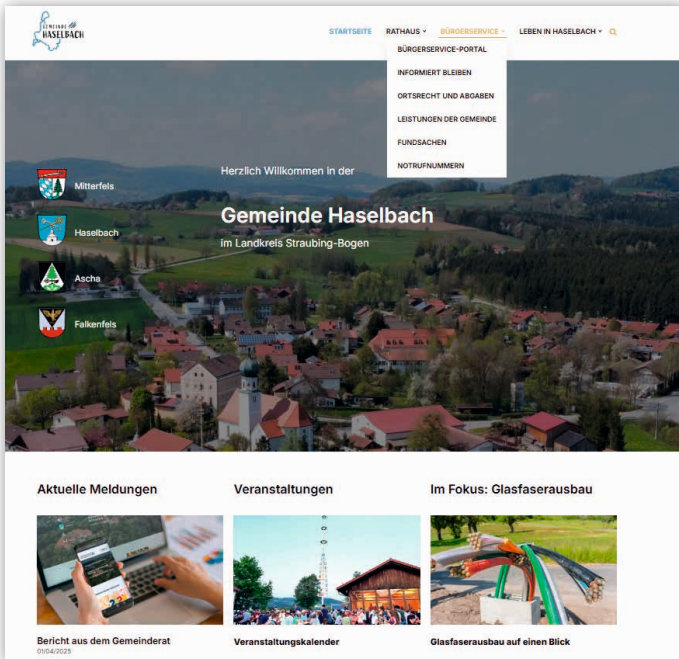 GEMEINDE
HASELBACH
STARTSEITE RATHAUS BÜRGERSERVICE LEBEN IN HASELBACH
BÜRGERSERVICE-PORTAL
INFORMIERT BLEIBEN
ORTSRECHT UND ABGABEN
LEISTUNGEN DER GEMEINDE
FUNDSACHEN
NOTRUFNUMMERN
Mitterfels
Haselbach
Ascha
Falkenfels
Herzlich Willkommen in der
Gemeinde Haselbach
im Landkreis Straubing-Bogen
Aktuelle Meldungen
Veranstaltungen
Im Fokus: Glasfaserausbau
Bericht aus dem Gemeinderat
01/04/2025
Veranstaltungskalender
Glasfaserausbau auf einen Blick